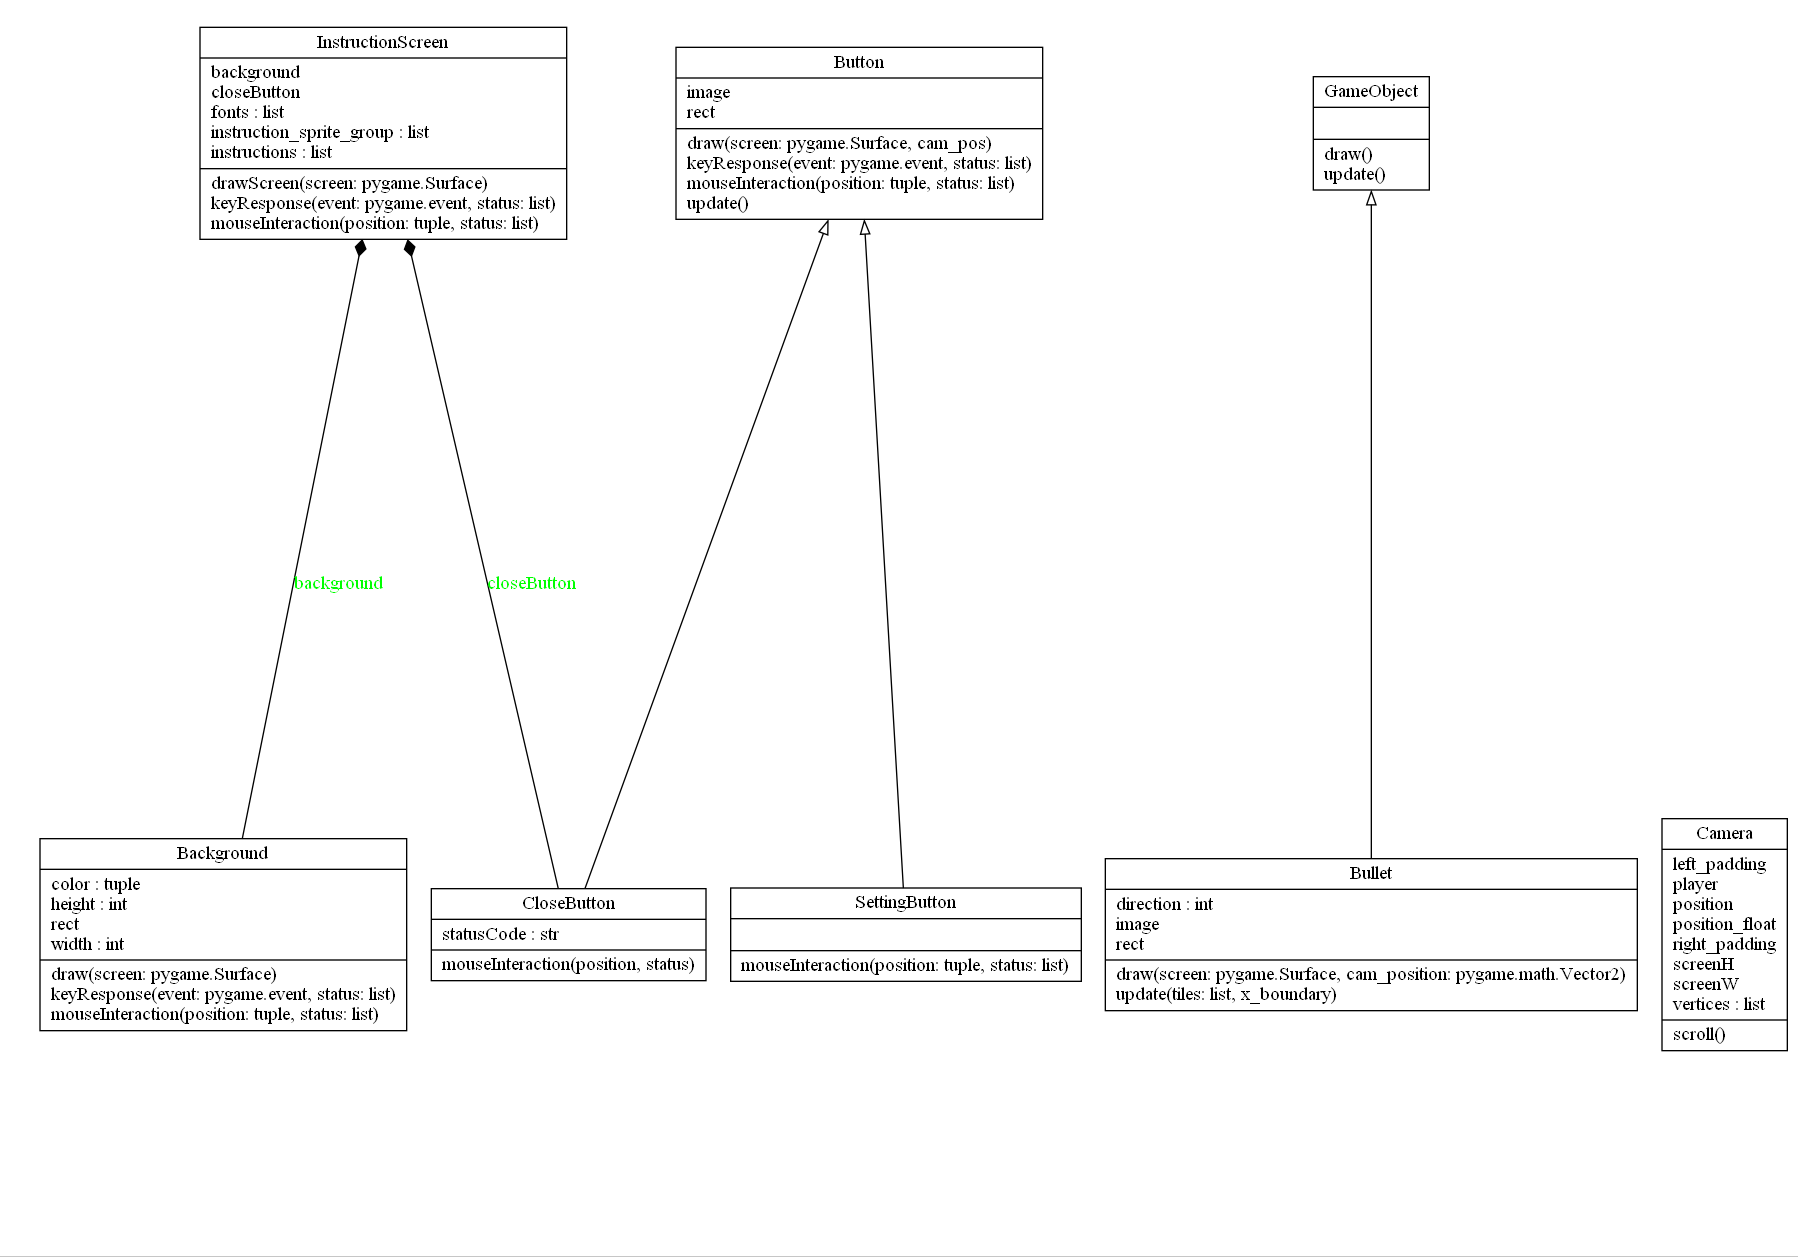 InstructionScreen
background
closeButton
fonts : list
instruction_sprite_group : list
instructions : list
drawScreen(screen: pygame.Surface)
keyResponse(event: pygame.event, status: list)
mouseInteraction(position: tuple, status: list)
Button
image
rect
draw(screen: pygame.Surface, cam_pos)
keyResponse(event: pygame.event, status: list)
mouseInteraction(position: tuple, status: list)
update()
GameObject
draw()
update()
background
closeButton
Background
color : tuple
height : int
rect
width : int
draw(screen: pygame.Surface)
keyResponse(event: pygame.event, status: list)
mouseInteraction(position: tuple, status: list)
CloseButton
statusCode : str
mouseInteraction(position, status)
SettingButton
mouseInteraction(position: tuple, status: list)
Bullet
direction : int
image
rect
draw(screen: pygame.Surface, cam_position: pygame.math.Vector2)
update(tiles: list, x_boundary)
Camera
left_padding
player
position
position_float
right_padding
screenH
screenW
vertices : list
scroll()